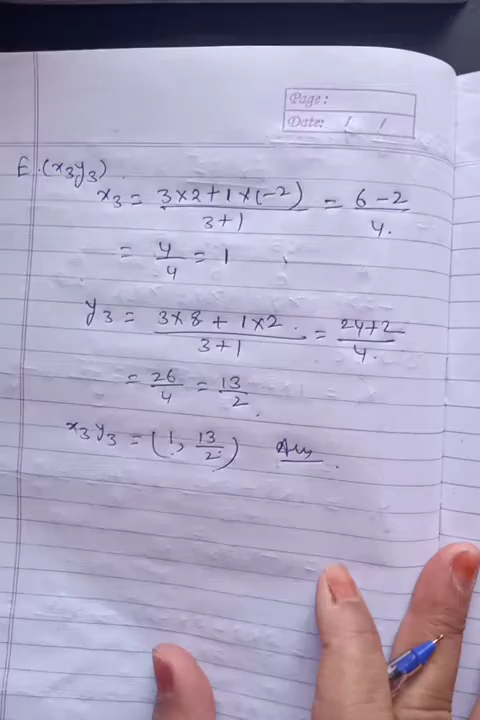 Page:
Date: / /
E.(x₃y₃)
x₃ = (3×2+1×(-2))/(3+1) = (6-2)/4.
= 4/4 = 1
y₃ = (3×8 + 1×2.)/(3+1) = (24+2)/4.
= 26/4 = 13/2.
x₃y₃ = (1, 13/2) Ans.